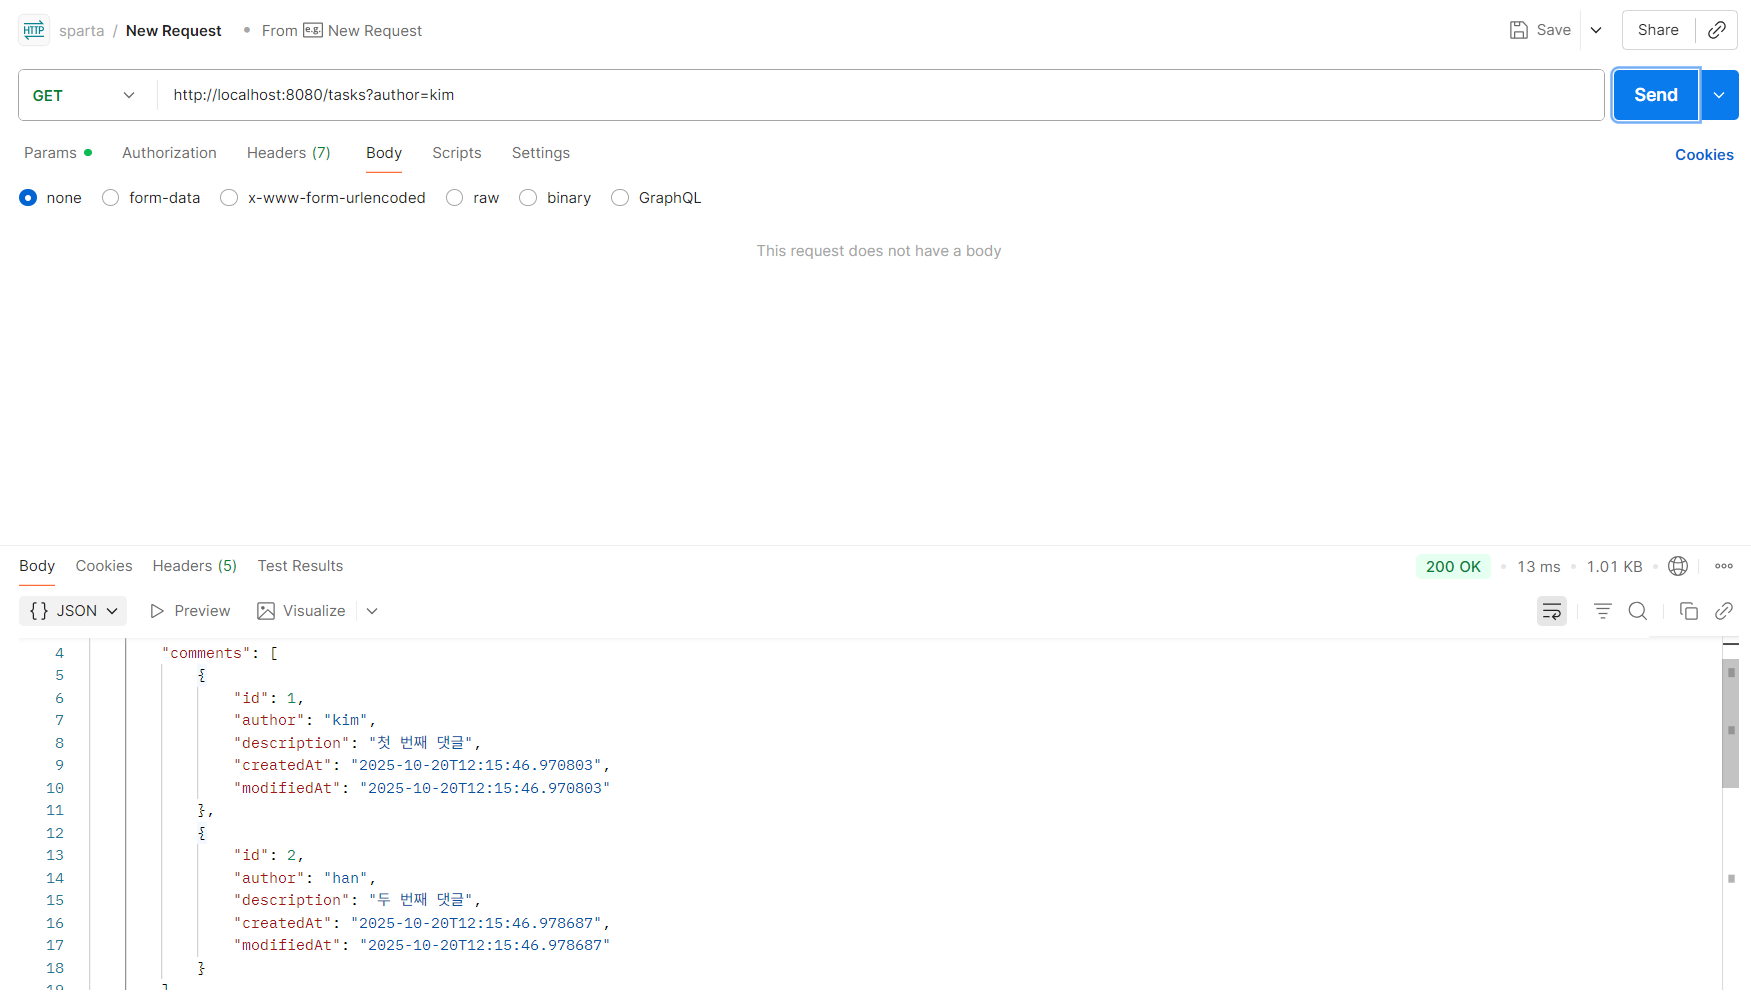 HTTP sparta / New Request From e.g. New Request Save Share
GET http://localhost:8080/tasks?author=kim Send
Params Authorization Headers (7) Body Scripts Settings Cookies
none form-data x-www-form-urlencoded raw binary GraphQL
This request does not have a body
Body Cookies Headers (5) Test Results 200 OK 13 ms 1.01 KB
{} JSON Preview Visualize
4 "comments": [
5 {
6 "id": 1,
7 "author": "kim",
8 "description": "첫 번째 댓글",
9 "createdAt": "2025-10-20T12:15:46.970803",
10 "modifiedAt": "2025-10-20T12:15:46.970803"
11 },
12 {
13 "id": 2,
14 "author": "han",
15 "description": "두 번째 댓글",
16 "createdAt": "2025-10-20T12:15:46.978687",
17 "modifiedAt": "2025-10-20T12:15:46.978687"
18 }
19 ]